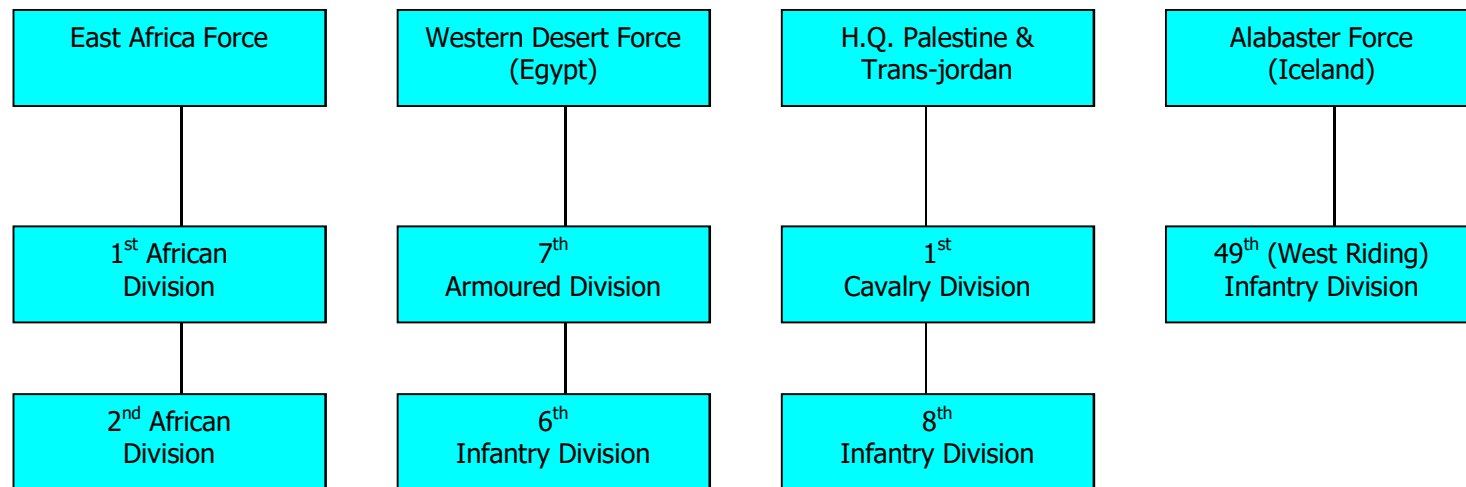 East Africa Force
Western Desert Force
(Egypt)
H.Q. Palestine &
Trans-jordan
Alabaster Force
(Iceland)
1st African
Division
7th
Armoured Division
1st
Cavalry Division
49th (West Riding)
Infantry Division
2nd African
Division
6th
Infantry Division
8th
Infantry Division